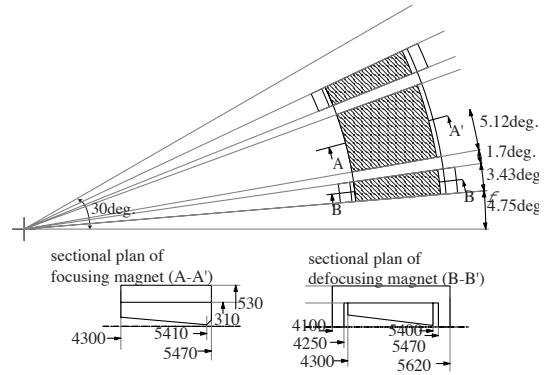 5.12deg.
A'
1.7deg.
A
3.43deg.
B
B
30deg.
4.75deg
sectional plan of
focusing magnet (A-A')
sectional plan of
defocusing magnet (B-B')
530
310
4300
5410
5470
4100
5400
4250
5470
4300
5620